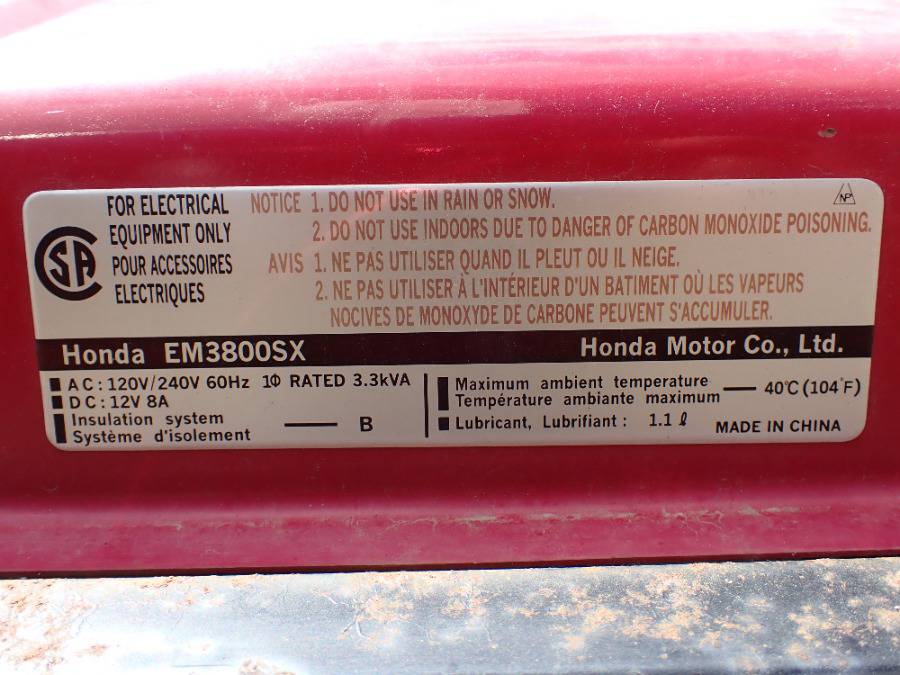 FOR ELECTRICAL
EQUIPMENT ONLY
POUR ACCESSOIRES
ELECTRIQUES
NOTICE 1. DO NOT USE IN RAIN OR SNOW.
2. DO NOT USE INDOORS DUE TO DANGER OF CARBON MONOXIDE POISONING.
AVIS 1. NE PAS UTILISER QUAND IL PLEUT OU IL NEIGE.
2. NE PAS UTILISER À L'INTÉRIEUR D'UN BATIMENT OÙ LES VAPEURS
NOCIVES DE MONOXYDE DE CARBONE PEUVENT S'ACCUMULER.
NP
CSA
Honda EM3800SX
Honda Motor Co., Ltd.
AC: 120V/240V 60Hz 1Φ RATED 3.3kVA
DC: 12V 8A
Insulation system
Système d'isolement — B
Maximum ambient temperature
Température ambiante maximum — 40℃ (104°F)
Lubricant, Lubrifiant : 1.1 ℓ
MADE IN CHINA